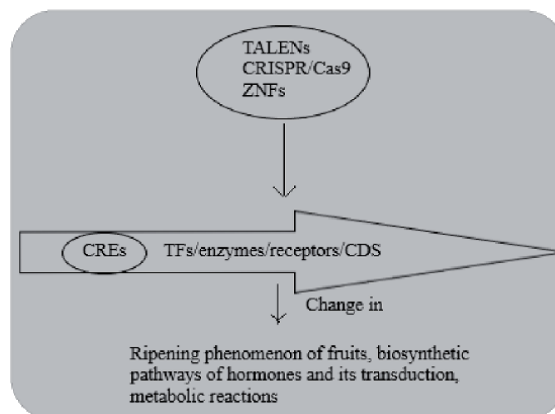 TALENs
CRISPR/Cas9
ZNFs
CREs TFs/enzymes/receptors/CDS
Change in
Ripening phenomenon of fruits, biosynthetic
pathways of hormones and its transduction,
metabolic reactions